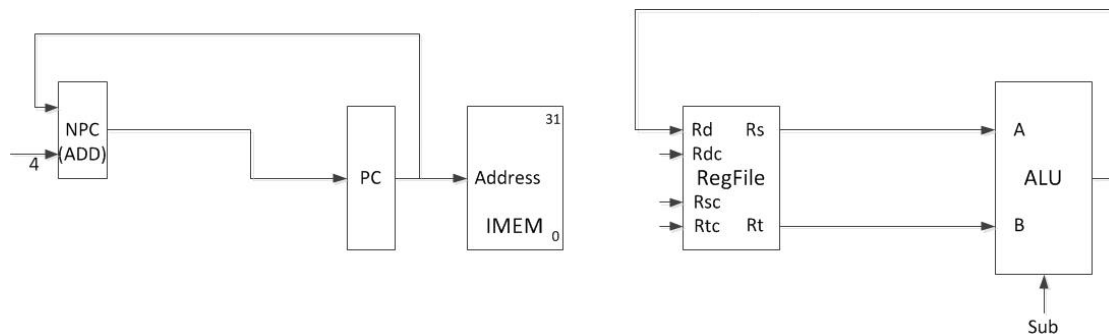 NPC
(ADD)
4
PC
31
Address
IMEM
0
Rd Rs
Rdc
RegFile
Rsc
Rtc Rt
A
ALU
B
Sub